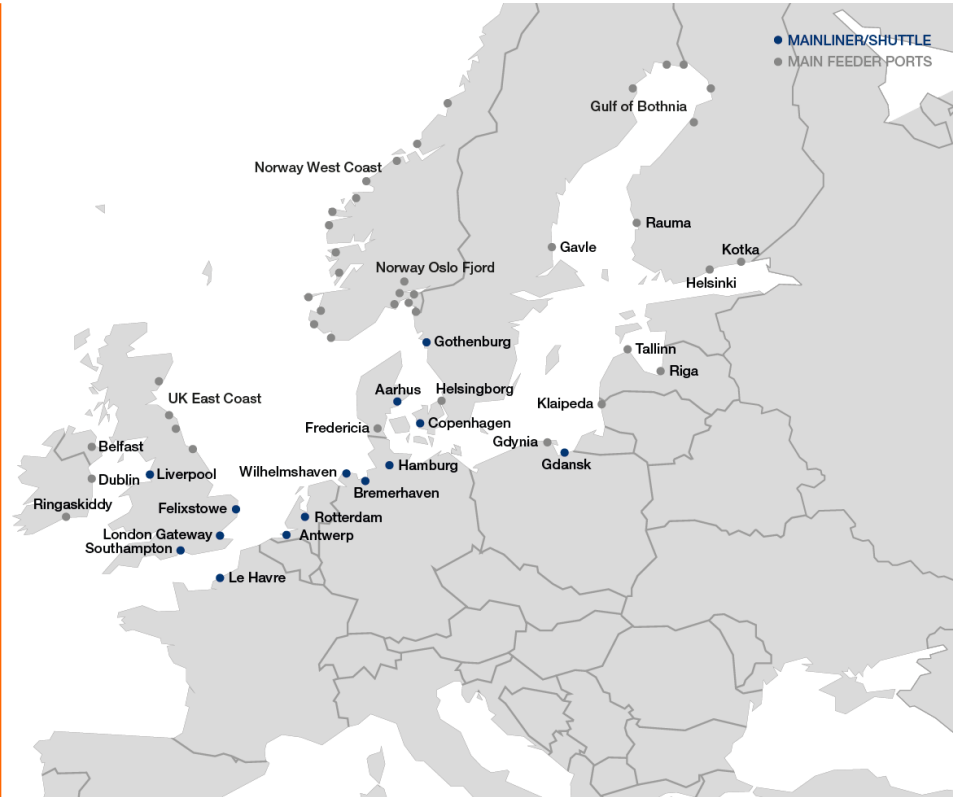 MAINLINER/SHUTTLE
MAIN FEEDER PORTS
Gulf of Bothnia
Norway West Coast
Rauma
Gavle
Kotka
Norway Oslo Fjord
Helsinki
Gothenburg
Tallinn
Riga
Aarhus
Helsingborg
UK East Coast
Klaipeda
Copenhagen
Fredericia
Gdynia
Belfast
Gdansk
Hamburg
Wilhelmshaven
Liverpool
Dublin
Bremerhaven
Ringaskiddy
Felixstowe
Rotterdam
London Gateway
Antwerp
Southampton
Le Havre